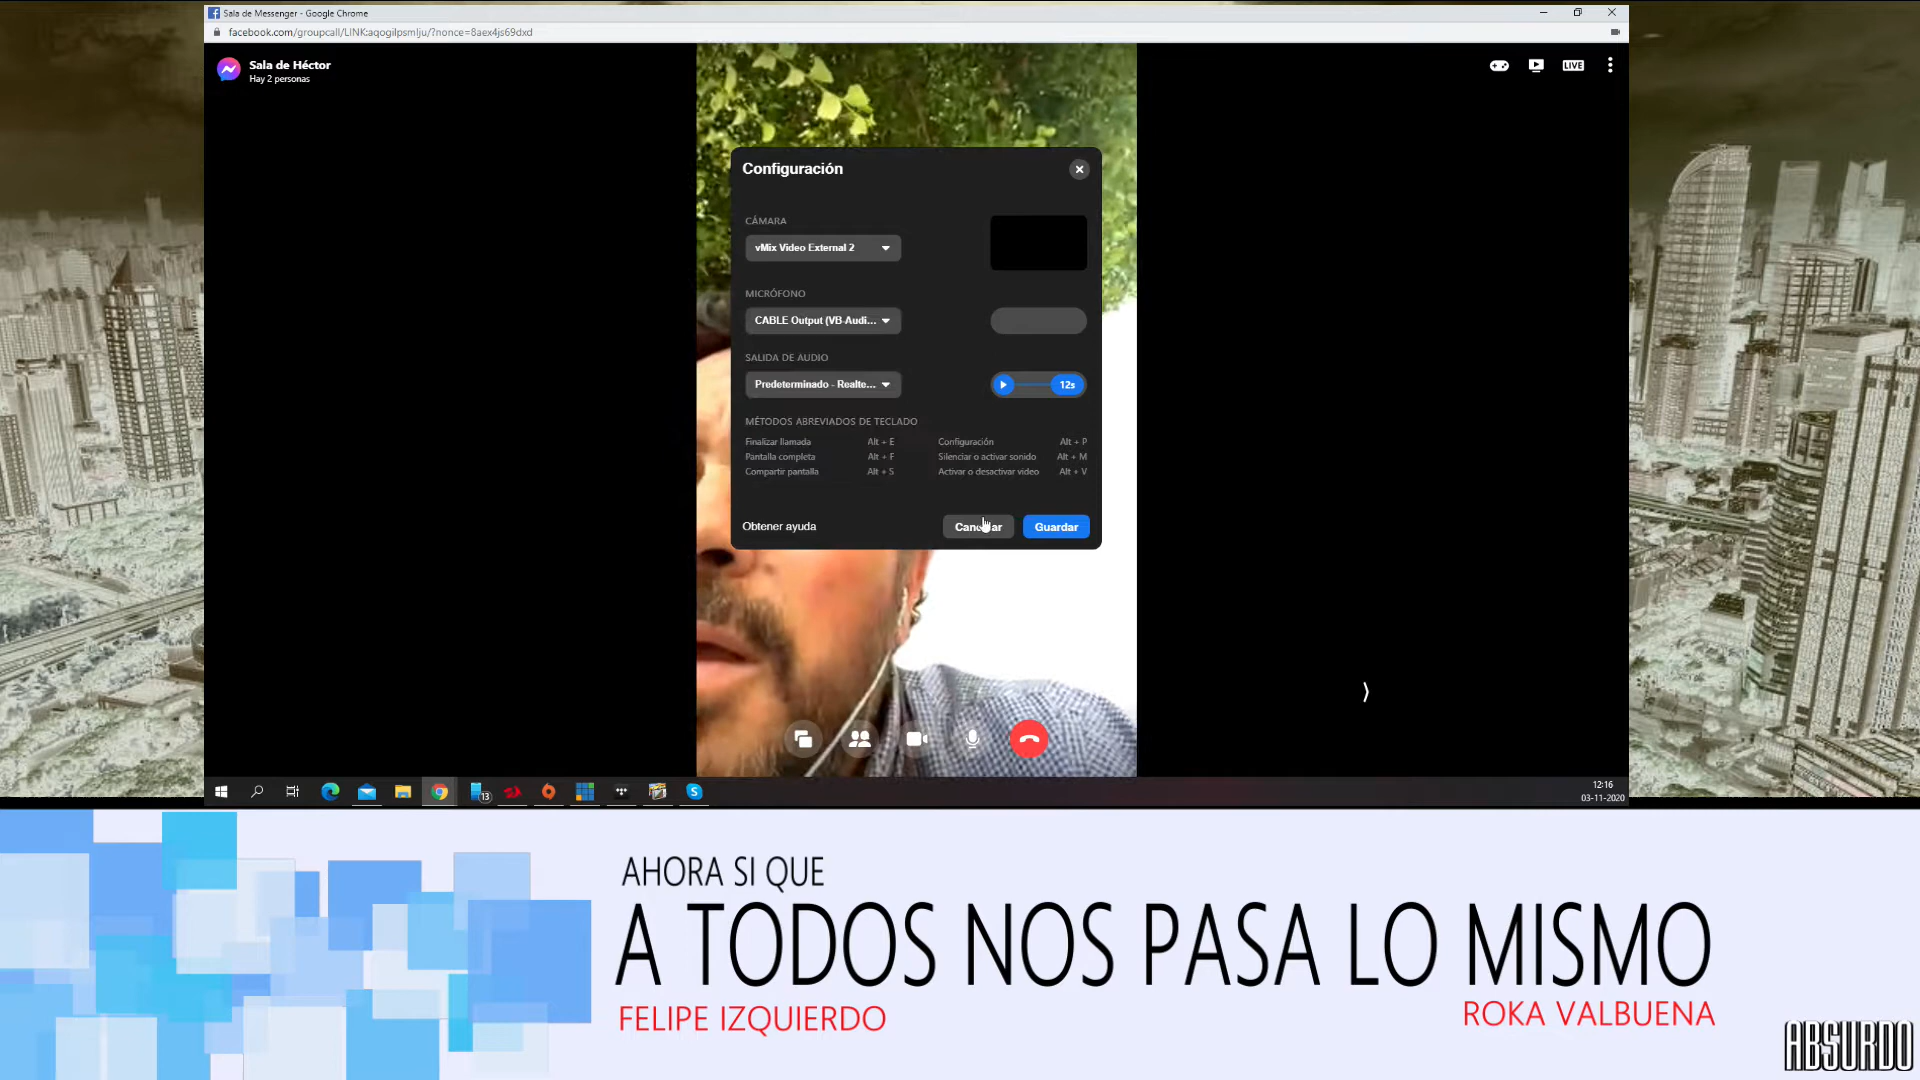 Sala de Messenger - Google Chrome
facebook.com/groupcall/LINK:aqogilpsmlju/?nonce=8aex4js69dxd
Sala de Héctor
Hay 2 personas
LIVE
Configuración
CÁMARA
vMix Video External 2
MICRÓFONO
CABLE Output (VB-Audi...
SALIDA DE AUDIO
Predeterminado - Realte...
12s
MÉTODOS ABREVIADOS DE TECLADO
Finalizar llamada Alt + E Configuración Alt + P
Pantalla completa Alt + F Silenciar o activar sonido Alt + M
Compartir pantalla Alt + S Activar o desactivar video Alt + V
Obtener ayuda Guardar
13
12:16
03-11-2020
AHORA SI QUE
A TODOS NOS PASA LO MISMO
FELIPE IZQUIERDO ROKA VALBUENA
ABSURDO